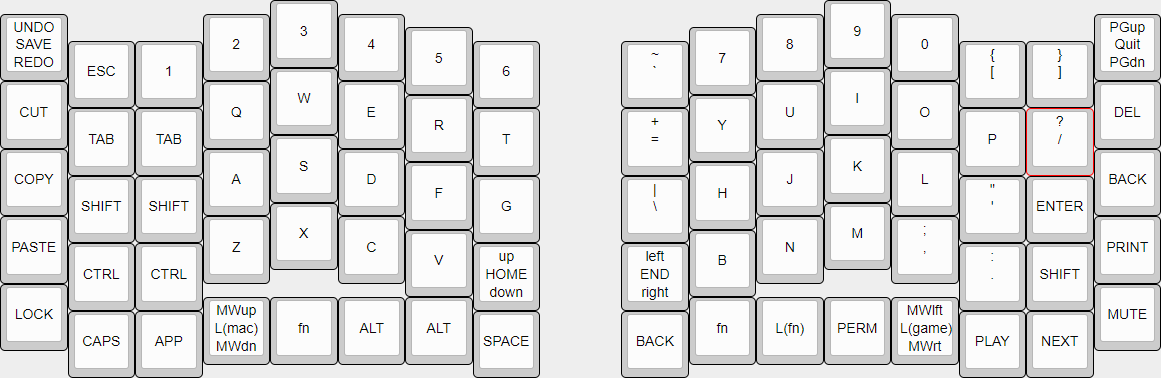 UNDO
SAVE
REDO
ESC
1
2
3
4
5
6
~
`
7
8
9
0
{
[
}
]
PGup
Quit
PGdn
CUT
TAB
TAB
Q
W
E
R
T
+
=
Y
U
I
O
P
?
/
DEL
COPY
SHIFT
SHIFT
A
S
D
F
G
|
\
H
J
K
L
"
'
ENTER
BACK
PASTE
CTRL
CTRL
Z
X
C
V
up
HOME
down
left
END
right
B
N
M
;
,
:
.
SHIFT
PRINT
LOCK
CAPS
APP
MWup
L(mac)
MWdn
fn
ALT
ALT
SPACE
BACK
fn
L(fn)
PERM
MWlft
L(game)
MWrt
PLAY
NEXT
MUTE